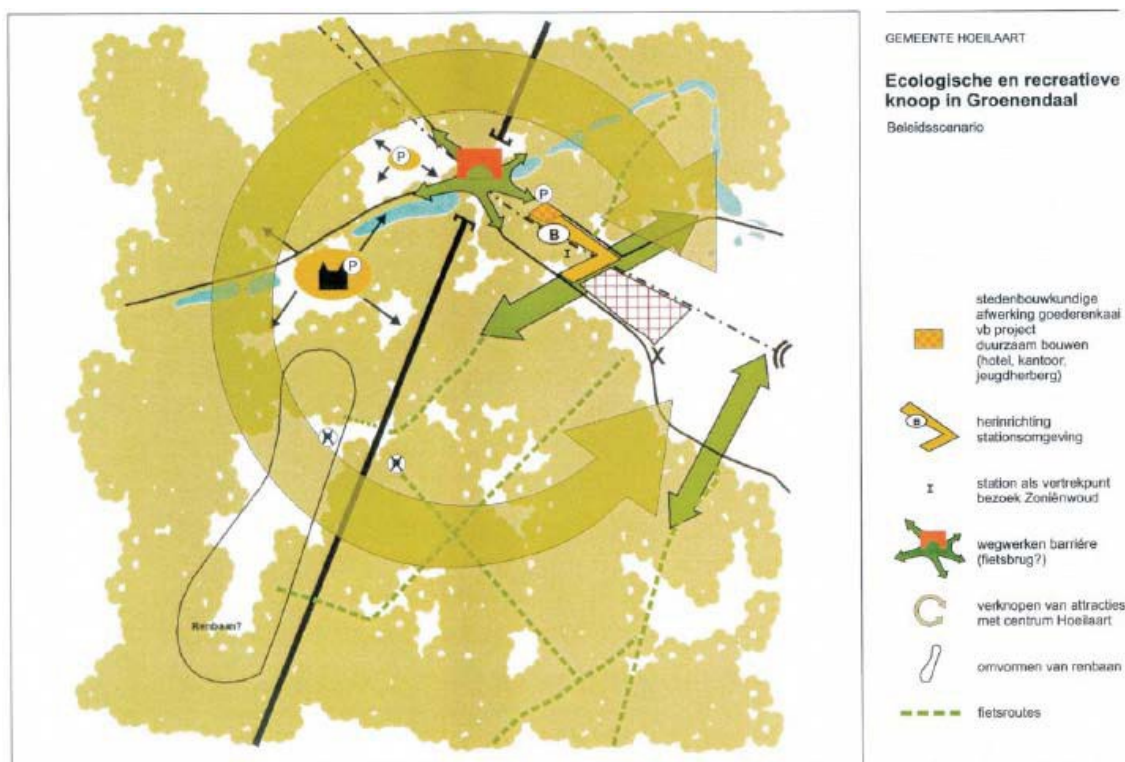 GEMEENTE HOEILAART
Ecologische en recreatieve
knoop in Groenendaal
Beleidsscenario
P
P
B
I
P
X
Renbaan?
stedenbouwkundige
afwerking goederenkaai
vb project
duurzaam bouwen
(hotel, kantoor,
jeugdherberg)
B
herinrichting
stationsomgeving
I
station als vertrekpunt
bezoek Zoniënwoud
wegwerken barrière
(fietsbrug?)
verknopen van attracties
met centrum Hoeilaart
omvormen van renbaan
fietsroutes